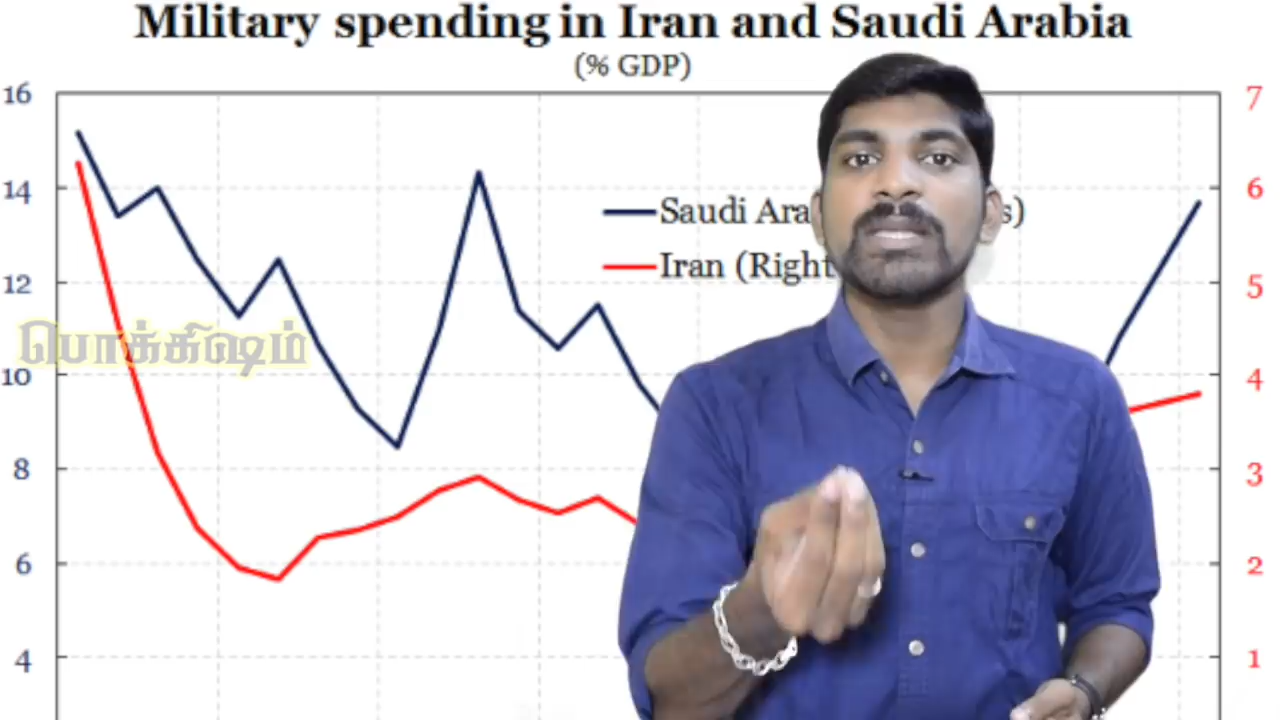 Military spending in Iran and Saudi Arabia
(% GDP)
16
14
12
10
8
6
4
7
6
5
4
3
2
1
Saudi Ara s)
Iran (Right
பொக்கிஷம்